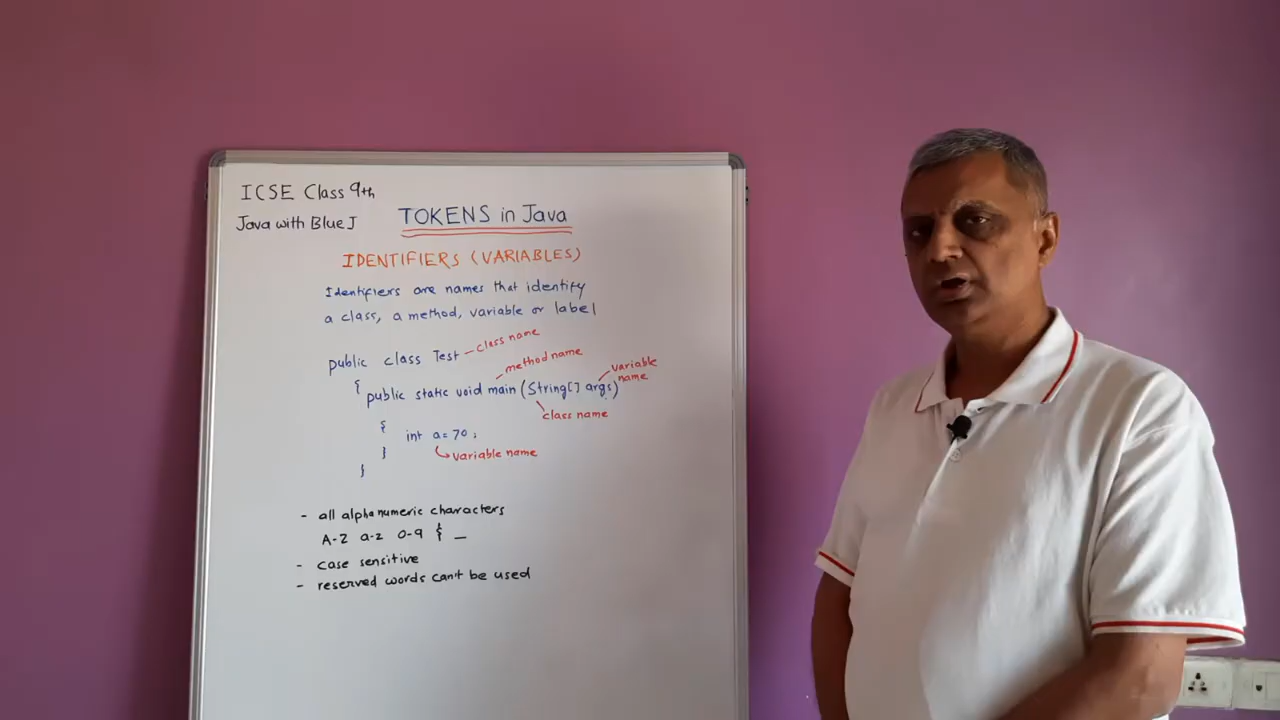 ICSE Class 9th
Java with BlueJ
TOKENS in Java
IDENTIFIERS (VARIABLES)
Identifiers are names that identify
a class, a method, variable or label
public class Test - class name
method name
variable name
{ public static void main (String[] args)
class name
{ int a = 70;
} variable name
}
- all alphanumeric characters
A-Z a-z 0-9 { _
- case sensitive
- reserved words can't be used